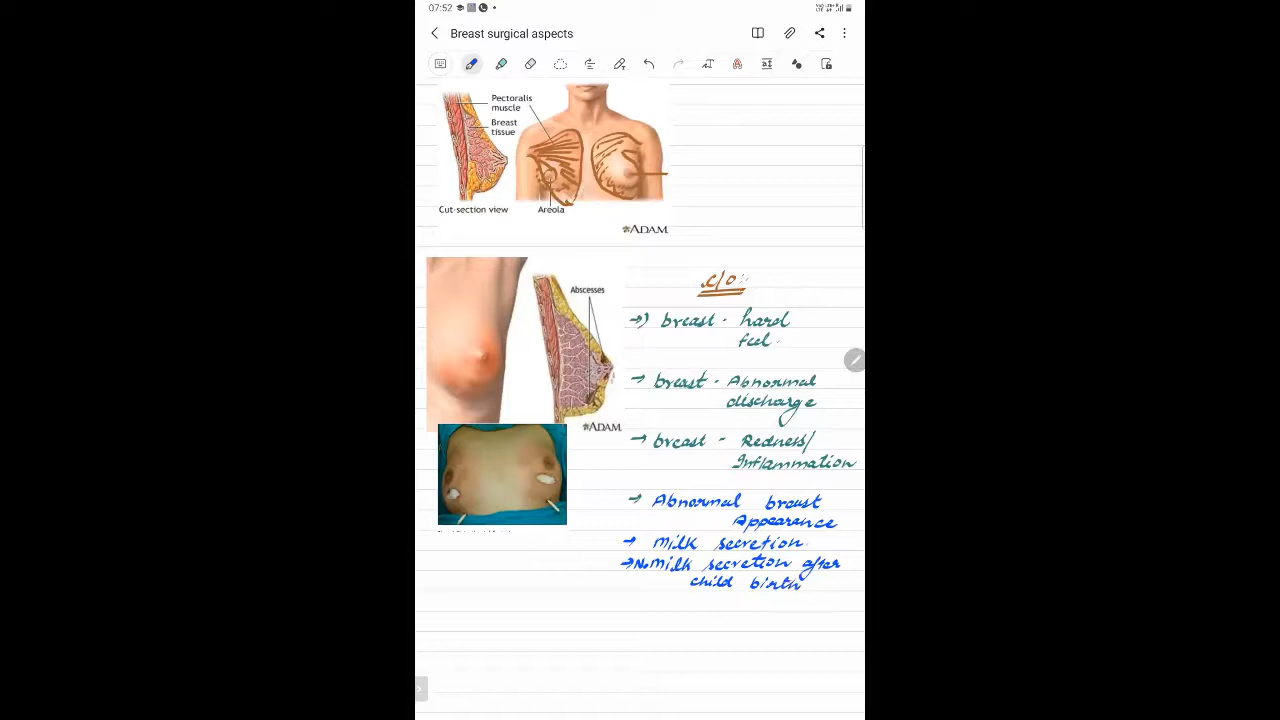 07:52
Breast surgical aspects
Pectoralis
muscle
Breast
tissue
Cut-section view
Areola
ADAM.
Abscesses
ADAM.
C/O:
→) breast - hard
feel.
→ breast - Abnormal
discharge
→ breast - Redness/
Inflammation
→ Abnormal breast
Appearance
→ Milk secretion
→ No Milk secretion after
child birth